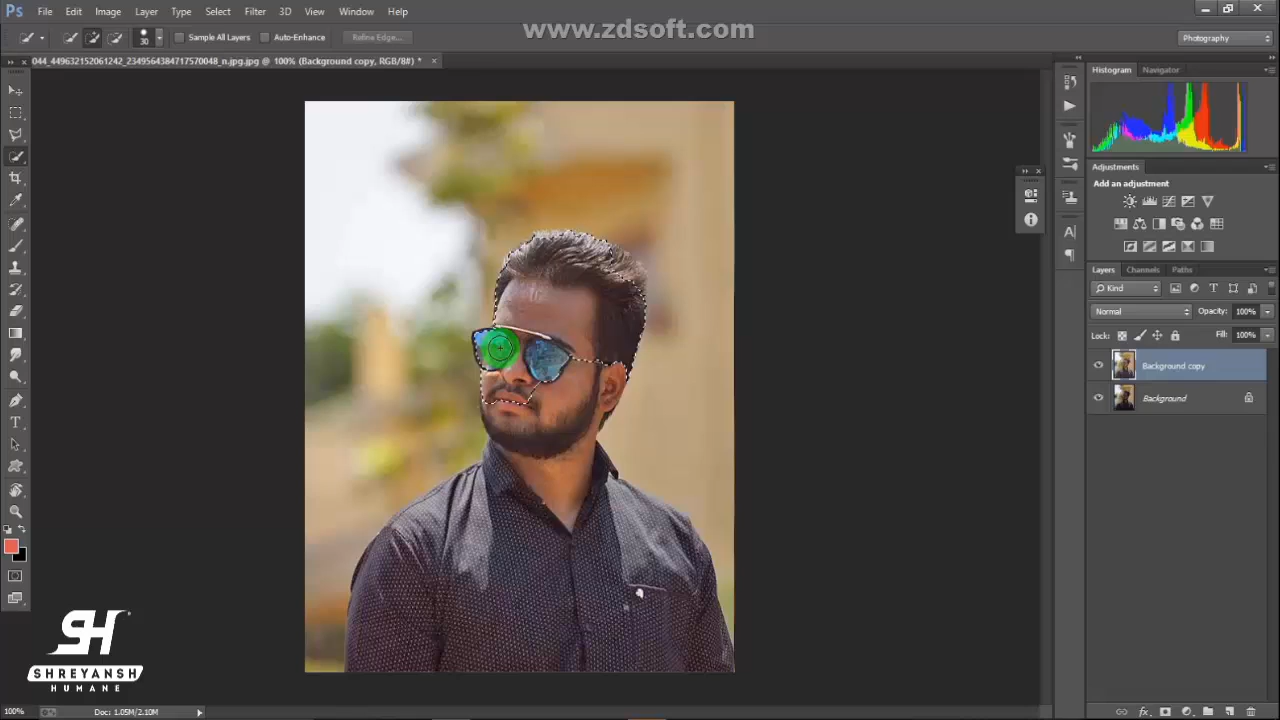 Ps File Edit Image Layer Type Select Filter 3D View Window Help
www.zdsoft.com
30 Sample All Layers Auto-Enhance Refine Edge... Photography
044_449632152061242_2349564384717570048_n.jpg.jpg @ 100% (Background copy, RGB/8#) *
Histogram Navigator
Adjustments
Add an adjustment
Layers Channels Paths
Kind
Normal Opacity: 100%
Lock: Fill: 100%
Background copy
Background
SH
SHREYANSH
HUMANE
100% Doc: 1.05M/2.10M